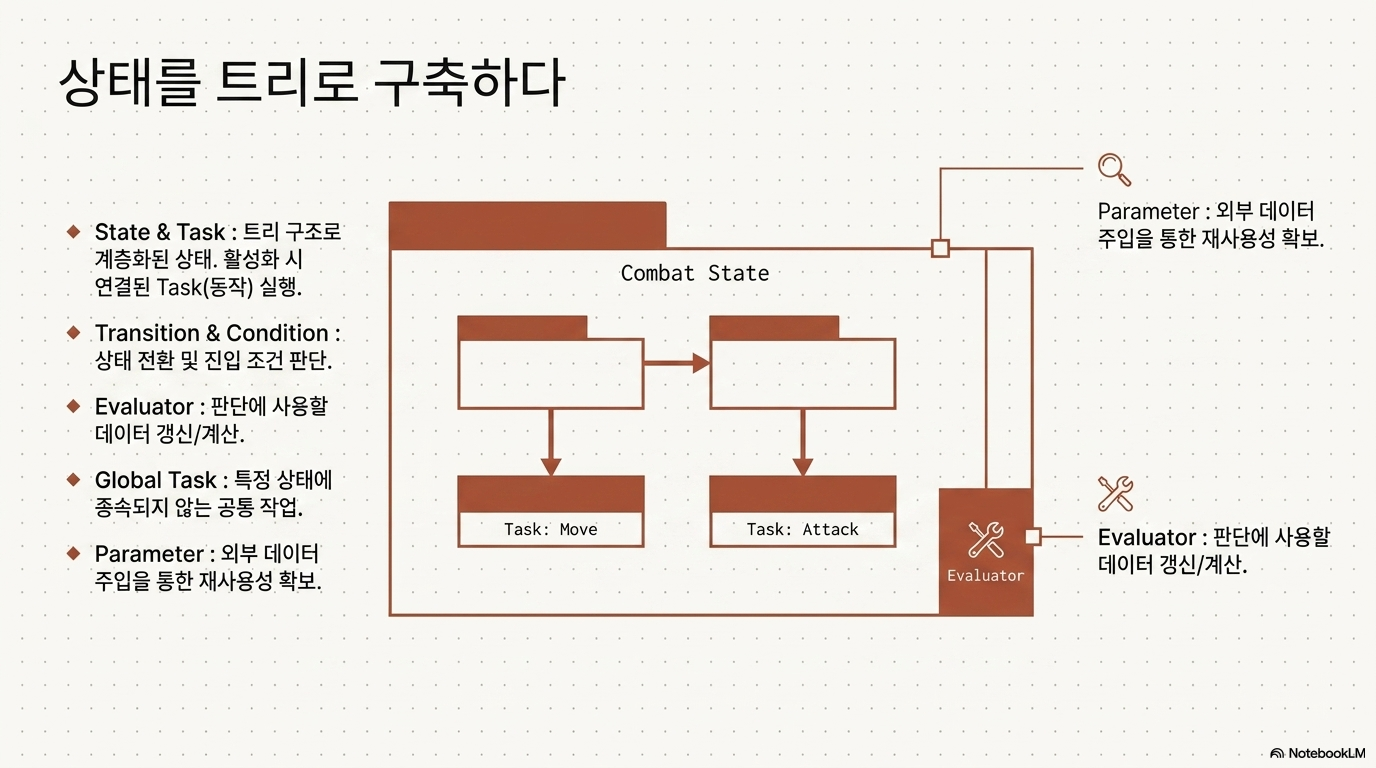 상태를 트리로 구축하다
State & Task : 트리 구조로
계층화된 상태. 활성화 시
연결된 Task(동작) 실행.
Transition & Condition :
상태 전환 및 진입 조건 판단.
Evaluator : 판단에 사용할
데이터 갱신/계산.
Global Task : 특정 상태에
종속되지 않는 공통 작업.
Parameter : 외부 데이터
주입을 통한 재사용성 확보.
Combat State
Task: Move
Task: Attack
Evaluator
Parameter : 외부 데이터
주입을 통한 재사용성 확보.
Evaluator : 판단에 사용할
데이터 갱신/계산.
NotebookLM